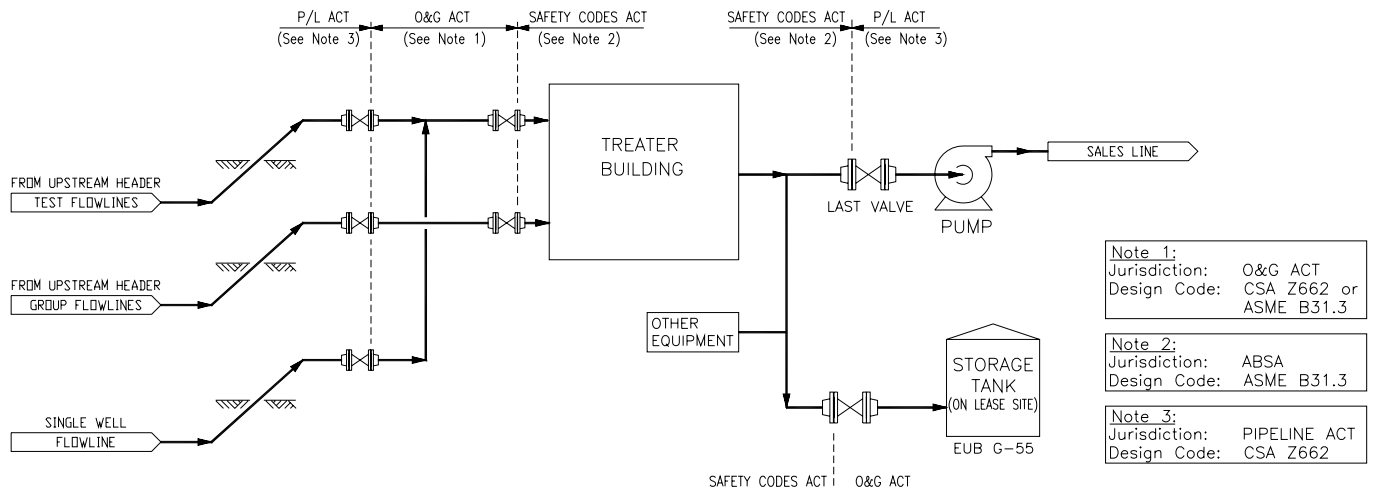 P/L ACT
(See Note 3)
O&G ACT
(See Note 1)
SAFETY CODES ACT
(See Note 2)
SAFETY CODES ACT
(See Note 2)
P/L ACT
(See Note 3)
TREATER
BUILDING
SALES LINE
LAST VALVE
PUMP
FROM UPSTREAM HEADER
TEST FLOWLINES
FROM UPSTREAM HEADER
GROUP FLOWLINES
SINGLE WELL
FLOWLINE
OTHER
EQUIPMENT
STORAGE
TANK
(ON LEASE SITE)
EUB G-55
SAFETY CODES ACT
O&G ACT
Note 1:
Jurisdiction: O&G ACT
Design Code: CSA Z662 or
ASME B31.3
Note 2:
Jurisdiction: ABSA
Design Code: ASME B31.3
Note 3:
Jurisdiction: PIPELINE ACT
Design Code: CSA Z662